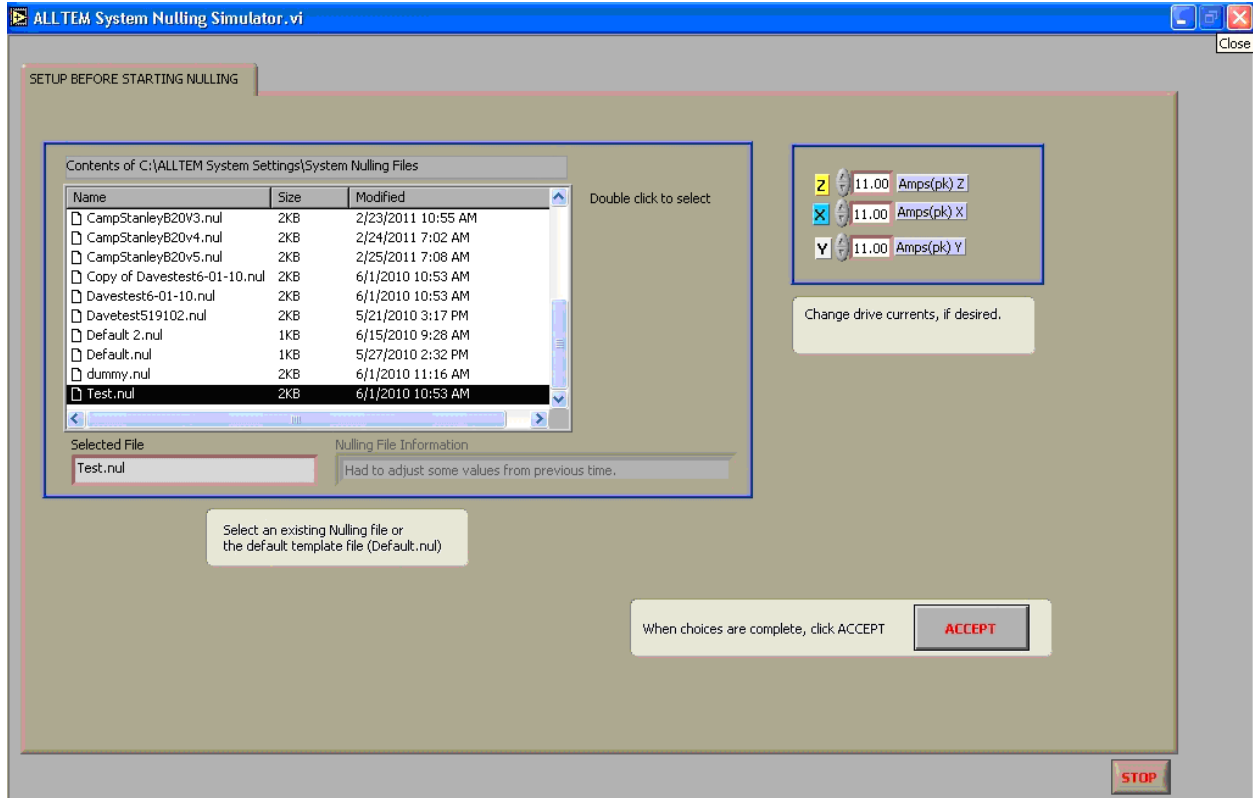 ALLTEM System Nulling Simulator.vi
Close
SETUP BEFORE STARTING NULLING
Contents of C:\ALLTEM System Settings\System Nulling Files
Name Size Modified
CampStanleyB20V3.nul 2KB 2/23/2011 10:55 AM
CampStanleyB20v4.nul 2KB 2/24/2011 7:02 AM
CampStanleyB20v5.nul 2KB 2/25/2011 7:08 AM
Copy of Davestest6-01-10.nul 2KB 6/1/2010 10:53 AM
Davestest6-01-10.nul 2KB 6/1/2010 10:53 AM
Davetest519102.nul 2KB 5/21/2010 3:17 PM
Default 2.nul 1KB 6/15/2010 9:28 AM
Default.nul 1KB 5/27/2010 2:32 PM
dummy.nul 2KB 6/1/2010 11:16 AM
Test.nul 2KB 6/1/2010 10:53 AM
Double click to select
Selected File
Test.nul
Nulling File Information
Had to adjust some values from previous time.
Z 11.00 Amps(pk) Z
X 11.00 Amps(pk) X
Y 11.00 Amps(pk) Y
Change drive currents, if desired.
Select an existing Nulling file or
the default template file (Default.nul)
When choices are complete, click ACCEPT
ACCEPT
STOP